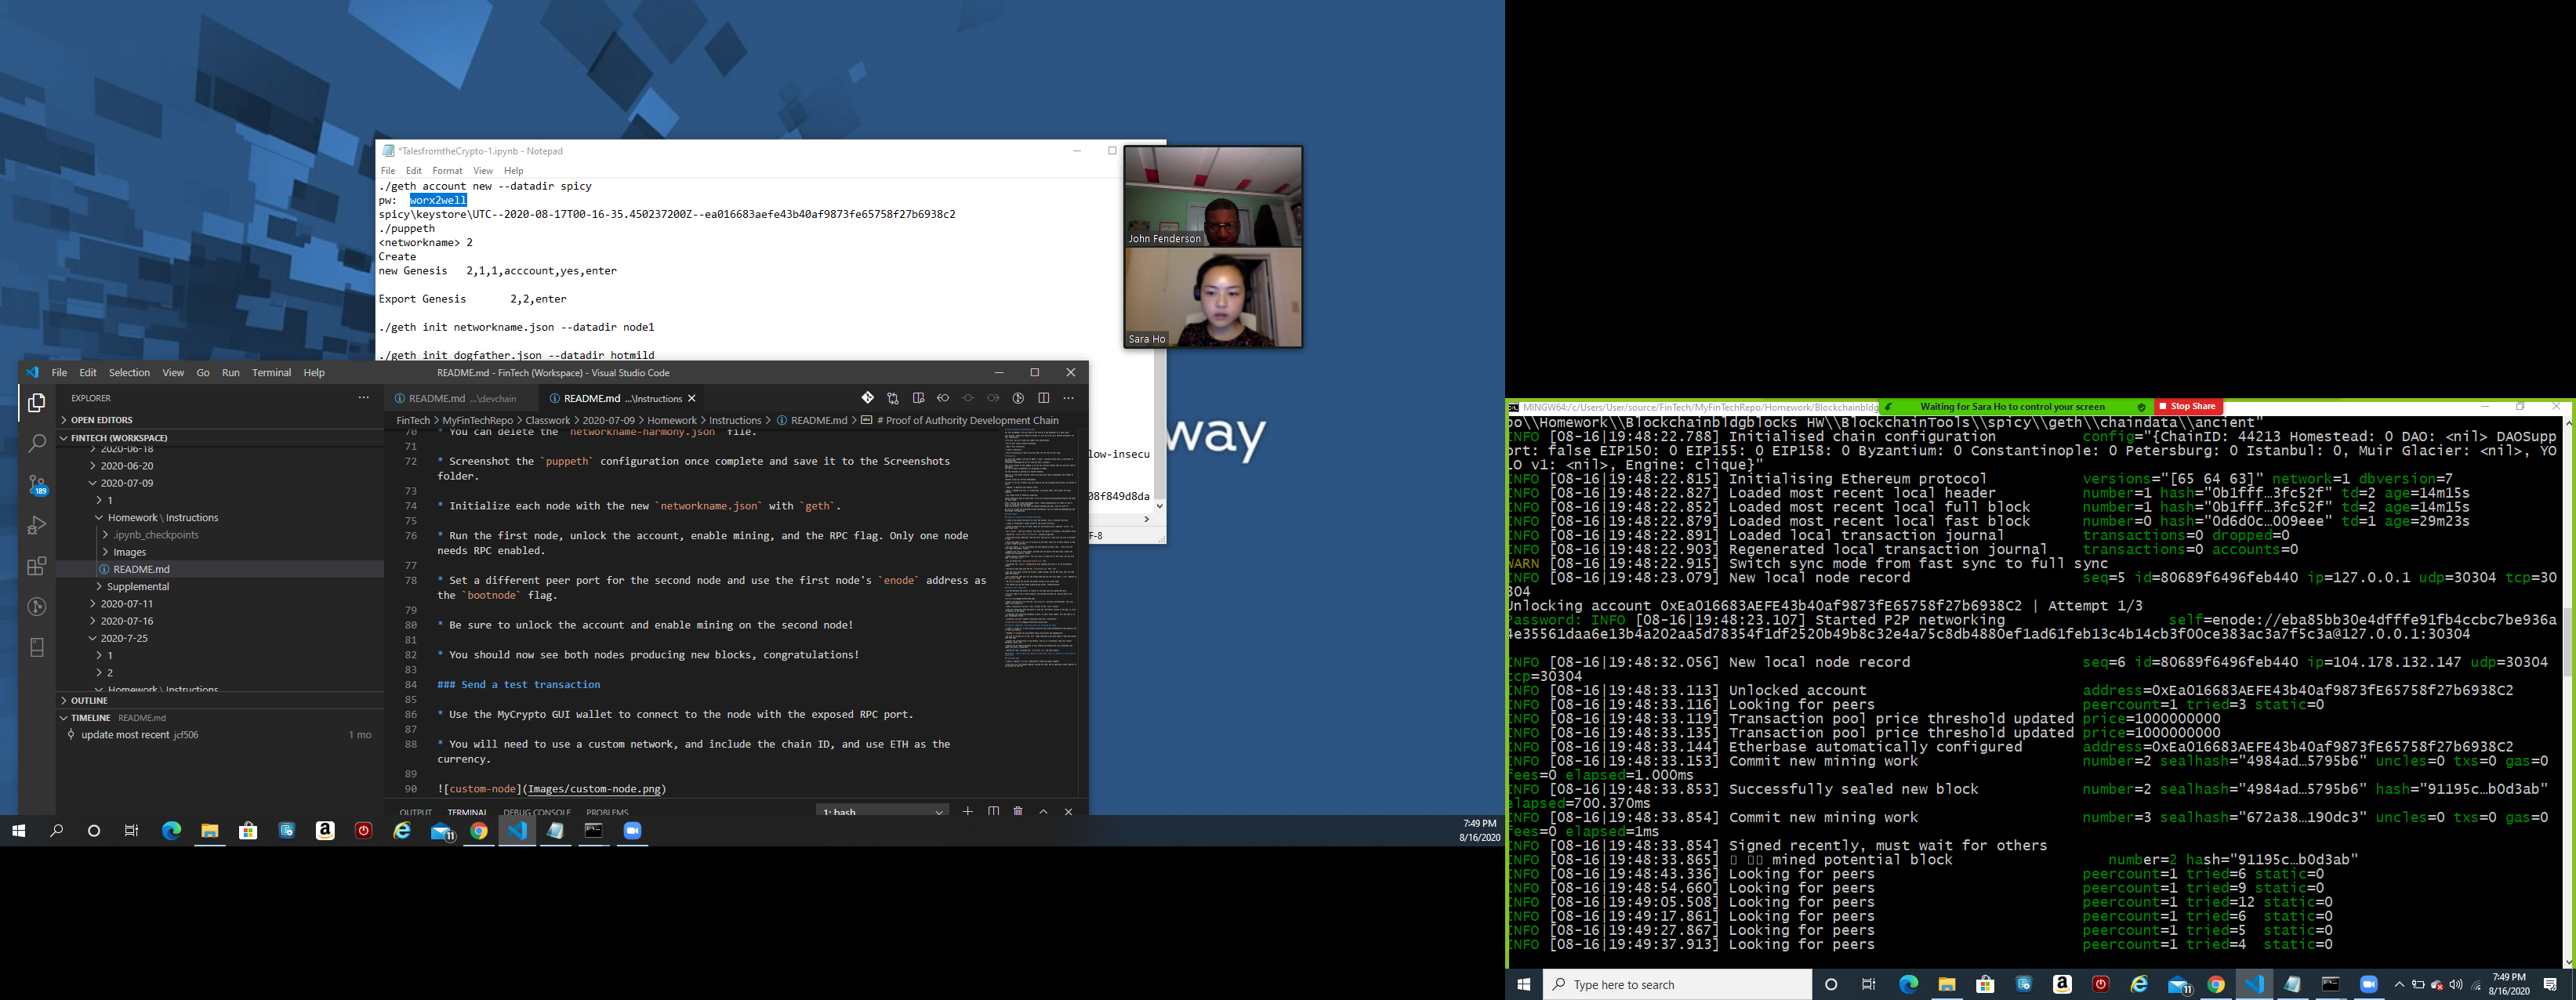 *TalesfromtheCrypto-1.ipynb - Notepad
File Edit Format View Help
./geth account new --datadir spicy
pw: worx2well
spicy\keystore\UTC--2020-08-17T00-16-35.450237200Z--ea016683aefe43b40af9873fe65758f27b6938c2
./puppeth
<networkname> 2
Create
new Genesis 2,1,1,acccount,yes,enter
Export Genesis 2,2,enter
./geth init networkname.json --datadir node1
./geth init dogfather.json --datadir hotmild
low-insecu
08f849d8da
F-8
John Fenderson
Sara Ho
way
File Edit Selection View Go Run Terminal Help
README.md - FinTech (Workspace) - Visual Studio Code
EXPLORER
OPEN EDITORS
FINTECH (WORKSPACE)
2020-06-18
2020-06-20
2020-07-09
1
Homework \ Instructions
.ipynb_checkpoints
Images
README.md
Supplemental
2020-07-11
2020-07-16
2020-7-25
1
2
Homework \ Instructions
OUTLINE
TIMELINE README.md
update most recent jcf506 1 mo
189
README.md ...\devchain
README.md ...\Instructions
FinTech > MyFinTechRepo > Classwork > 2020-07-09 > Homework > Instructions > README.md > # Proof of Authority Development Chain
70 * You can delete the `networkname-harmony.json` file.
71
72 * Screenshot the `puppeth` configuration once complete and save it to the Screenshots
folder.
73
74 * Initialize each node with the new `networkname.json` with `geth`.
75
76 * Run the first node, unlock the account, enable mining, and the RPC flag. Only one node
needs RPC enabled.
77
78 * Set a different peer port for the second node and use the first node's `enode` address as
the `bootnode` flag.
79
80 * Be sure to unlock the account and enable mining on the second node!
81
82 * You should now see both nodes producing new blocks, congratulations!
83
84 ### Send a test transaction
85
86 * Use the MyCrypto GUI wallet to connect to the node with the exposed RPC port.
87
88 * You will need to use a custom network, and include the chain ID, and use ETH as the
currency.
89
90 ![custom-node](Images/custom-node.png)
OUTPUT TERMINAL DEBUG CONSOLE PROBLEMS 1: bash
11
7:49 PM
8/16/2020
MINGW64:/c/Users/User/source/FinTech/MyFinTechRepo/Homework/Blockchainbldg
Waiting for Sara Ho to control your screen
Stop Share
po\\Homework\\Blockchainbldgblocks HW\\BlockchainTools\\spicy\\geth\\chaindata\\ancient"
INFO [08-16|19:48:22.788] Initialised chain configuration config="{ChainID: 44213 Homestead: 0 DAO: <nil> DAOSupp
ort: false EIP150: 0 EIP155: 0 EIP158: 0 Byzantium: 0 Constantinople: 0 Petersburg: 0 Istanbul: 0, Muir Glacier: <nil>, YO
LO v1: <nil>, Engine: clique}"
INFO [08-16|19:48:22.815] Initialising Ethereum protocol versions="[65 64 63]" network=1 dbversion=7
INFO [08-16|19:48:22.827] Loaded most recent local header number=1 hash="0b1fff…3fc52f" td=2 age=14m15s
INFO [08-16|19:48:22.852] Loaded most recent local full block number=1 hash="0b1fff…3fc52f" td=2 age=14m15s
INFO [08-16|19:48:22.879] Loaded most recent local fast block number=0 hash="0d6d0c…009eee" td=1 age=29m23s
INFO [08-16|19:48:22.891] Loaded local transaction journal transactions=0 dropped=0
INFO [08-16|19:48:22.903] Regenerated local transaction journal transactions=0 accounts=0
WARN [08-16|19:48:22.915] Switch sync mode from fast sync to full sync
INFO [08-16|19:48:23.079] New local node record seq=5 id=80689f6496feb440 ip=127.0.0.1 udp=30304 tcp=30
304
Unlocking account 0xEa016683AEFE43b40aF9873fE65758f27b6938C2 | Attempt 1/3
Password: INFO [08-16|19:48:23.107] Started P2P networking self=enode://eba85bb30e4dfffe91fb4ccbc7be936a
4e35561daa6e13b4a202aa5d78354f1df2520b49b8c32e4a75c8db4880ef1ad61feb13c4b14cb3f00ce383ac3a7f5c3a@127.0.0.1:30304
INFO [08-16|19:48:32.056] New local node record seq=6 id=80689f6496feb440 ip=104.178.132.147 udp=30304
tcp=30304
INFO [08-16|19:48:33.113] Unlocked account address=0xEa016683AEFE43b40aF9873fE65758f27b6938C2
INFO [08-16|19:48:33.116] Looking for peers peercount=1 tried=3 static=0
INFO [08-16|19:48:33.119] Transaction pool price threshold updated price=1000000000
INFO [08-16|19:48:33.135] Transaction pool price threshold updated price=1000000000
INFO [08-16|19:48:33.144] Etherbase automatically configured address=0xEa016683AEFE43b40aF9873fE65758f27b6938C2
INFO [08-16|19:48:33.153] Commit new mining work number=2 sealhash="4984ad…5795b6" uncles=0 txs=0 gas=0
fees=0 elapsed=1.000ms
INFO [08-16|19:48:33.853] Successfully sealed new block number=2 sealhash="4984ad…5795b6" hash="91195c…b0d3ab"
elapsed=700.370ms
INFO [08-16|19:48:33.854] Commit new mining work number=3 sealhash="672a38…190dc3" uncles=0 txs=0 gas=0
fees=0 elapsed=1ms
INFO [08-16|19:48:33.854] Signed recently, must wait for others
INFO [08-16|19:48:33.865] mined potential block number=2 hash="91195c…b0d3ab"
INFO [08-16|19:48:43.336] Looking for peers peercount=1 tried=6 static=0
INFO [08-16|19:48:54.660] Looking for peers peercount=1 tried=9 static=0
INFO [08-16|19:49:05.508] Looking for peers peercount=1 tried=12 static=0
INFO [08-16|19:49:17.861] Looking for peers peercount=1 tried=6 static=0
INFO [08-16|19:49:27.867] Looking for peers peercount=1 tried=5 static=0
INFO [08-16|19:49:37.913] Looking for peers peercount=1 tried=4 static=0
Type here to search
11
7:49 PM
8/16/2020